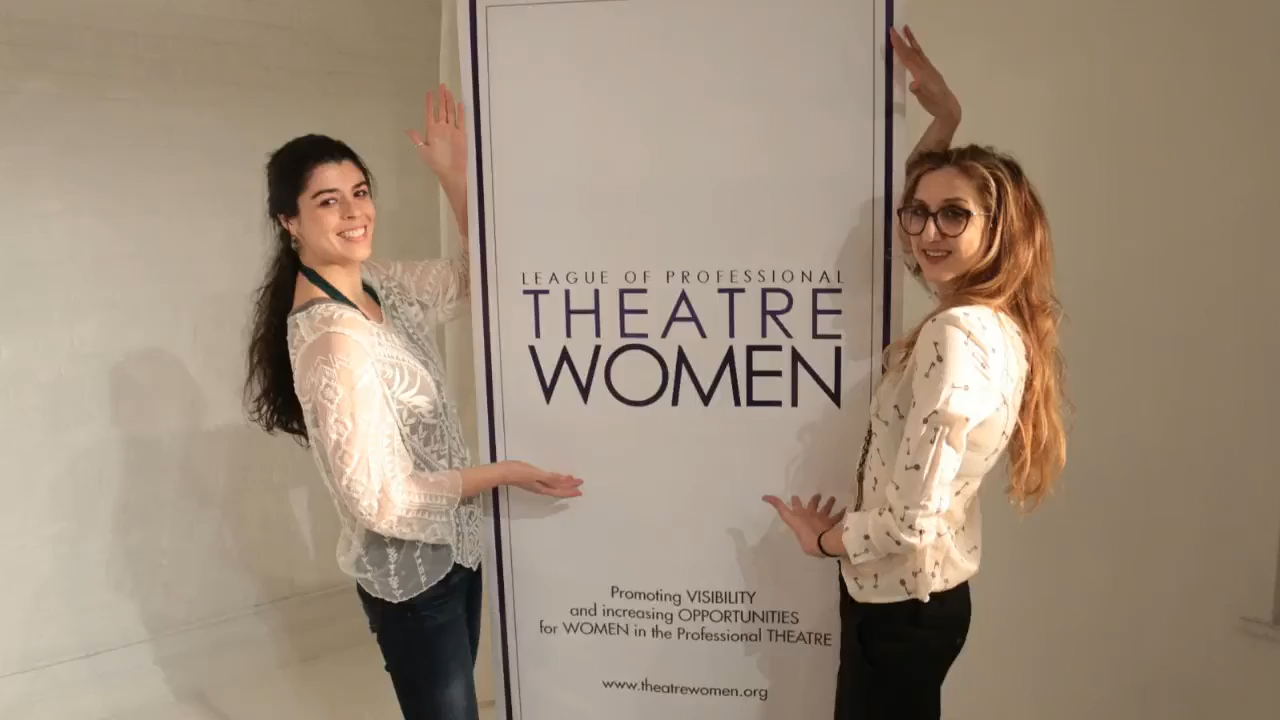 LEAGUE OF PROFESSIONAL
THEATRE
WOMEN
Promoting VISIBILITY
and increasing OPPORTUNITIES
for WOMEN in the Professional THEATRE
www.theatrewomen.org